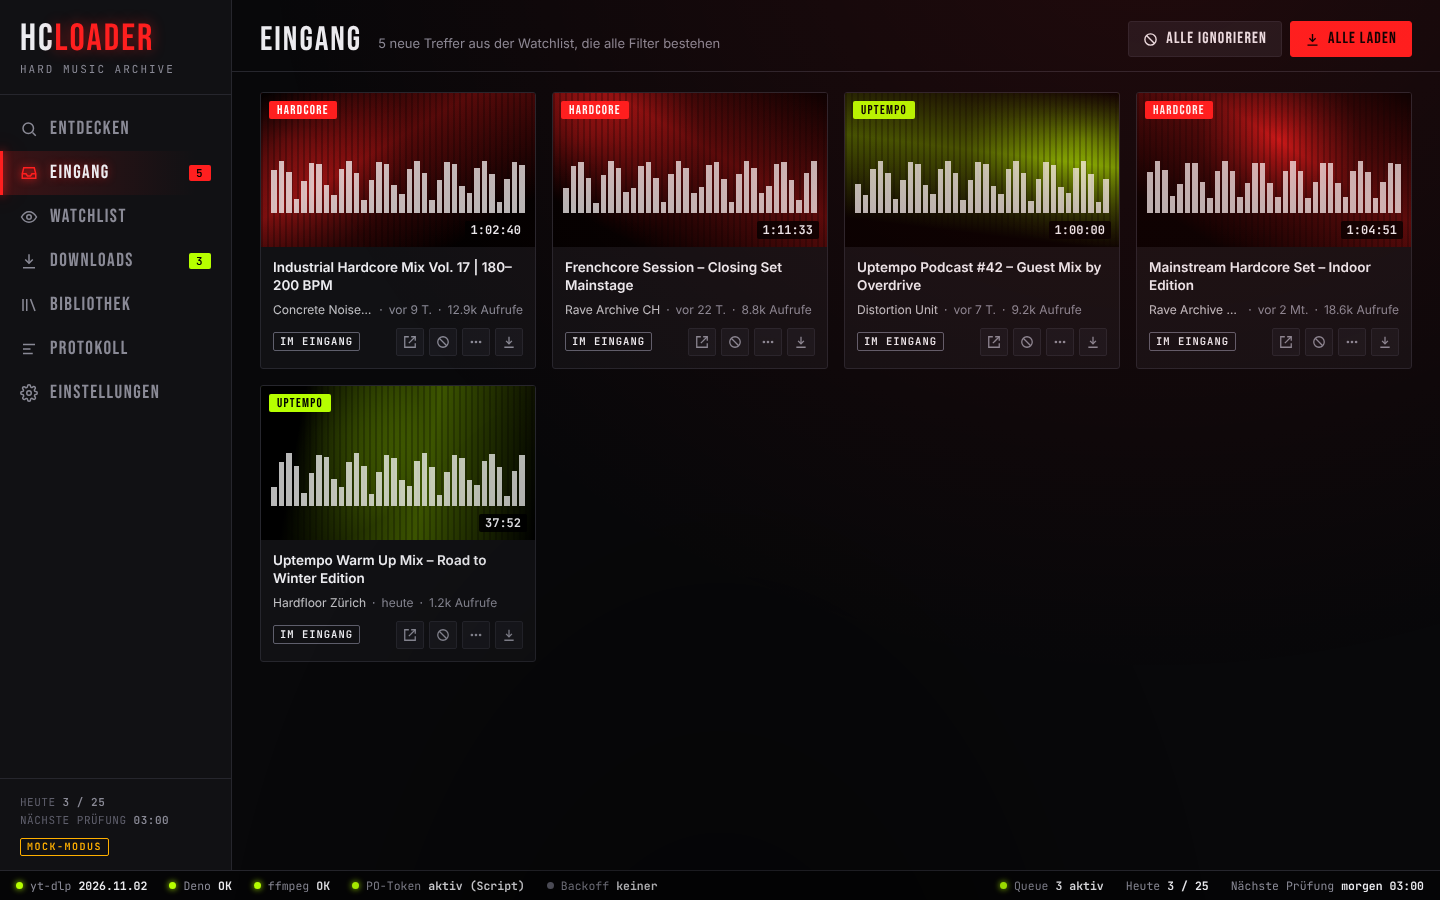 HCLOADER
HARD MUSIC ARCHIVE
ENTDECKEN
EINGANG 5
WATCHLIST
DOWNLOADS 3
BIBLIOTHEK
PROTOKOLL
EINSTELLUNGEN
HEUTE 3 / 25
NÄCHSTE PRÜFUNG 03:00
MOCK-MODUS
EINGANG 5 neue Treffer aus der Watchlist, die alle Filter bestehen
ALLE IGNORIEREN
ALLE LADEN
HARDCORE
1:02:40
Industrial Hardcore Mix Vol. 17 | 180–
200 BPM
Concrete Noise... · vor 9 T. · 12.9k Aufrufe
IM EINGANG
HARDCORE
1:11:33
Frenchcore Session – Closing Set
Mainstage
Rave Archive CH · vor 22 T. · 8.8k Aufrufe
IM EINGANG
UPTEMPO
1:00:00
Uptempo Podcast #42 – Guest Mix by
Overdrive
Distortion Unit · vor 7 T. · 9.2k Aufrufe
IM EINGANG
HARDCORE
1:04:51
Mainstream Hardcore Set – Indoor
Edition
Rave Archive ... · vor 2 Mt. · 18.6k Aufrufe
IM EINGANG
UPTEMPO
37:52
Uptempo Warm Up Mix – Road to
Winter Edition
Hardfloor Zürich · heute · 1.2k Aufrufe
IM EINGANG
yt-dlp 2026.11.02 Deno OK ffmpeg OK PO-Token aktiv (Script) Backoff keiner Queue 3 aktiv Heute 3 / 25 Nächste Prüfung morgen 03:00